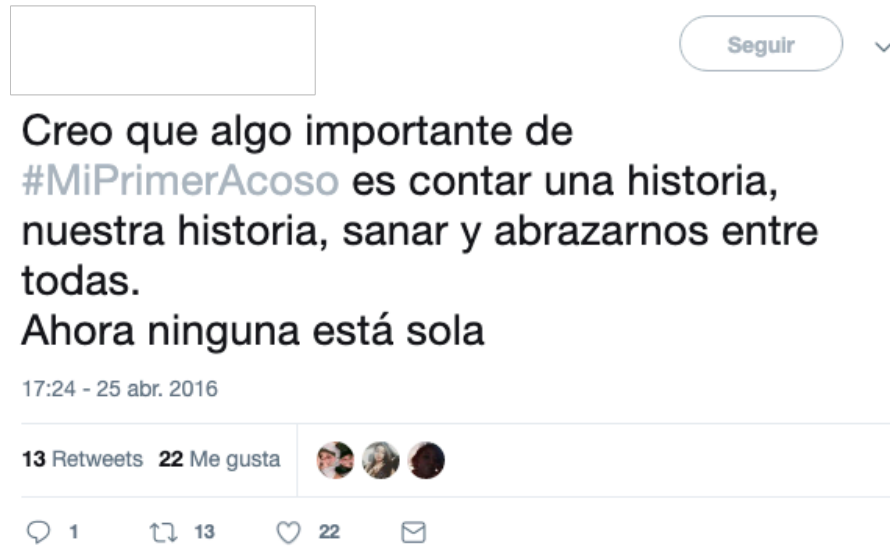 Seguir
Creo que algo importante de
#MiPrimerAcoso es contar una historia,
nuestra historia, sanar y abrazarnos entre
todas.
Ahora ninguna está sola
17:24 - 25 abr. 2016
13 Retweets 22 Me gusta
1 13 22